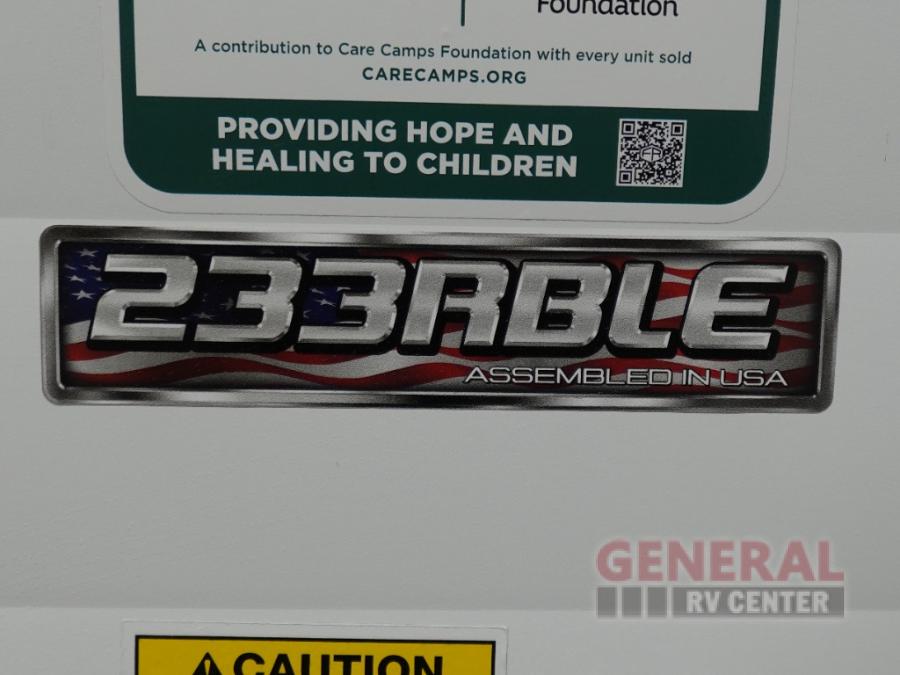 Foundation
A contribution to Care Camps Foundation with every unit sold
CARECAMPS.ORG
PROVIDING HOPE AND
HEALING TO CHILDREN
233RBLE
ASSEMBLED IN USA
GENERAL
RV CENTER
CAUTION